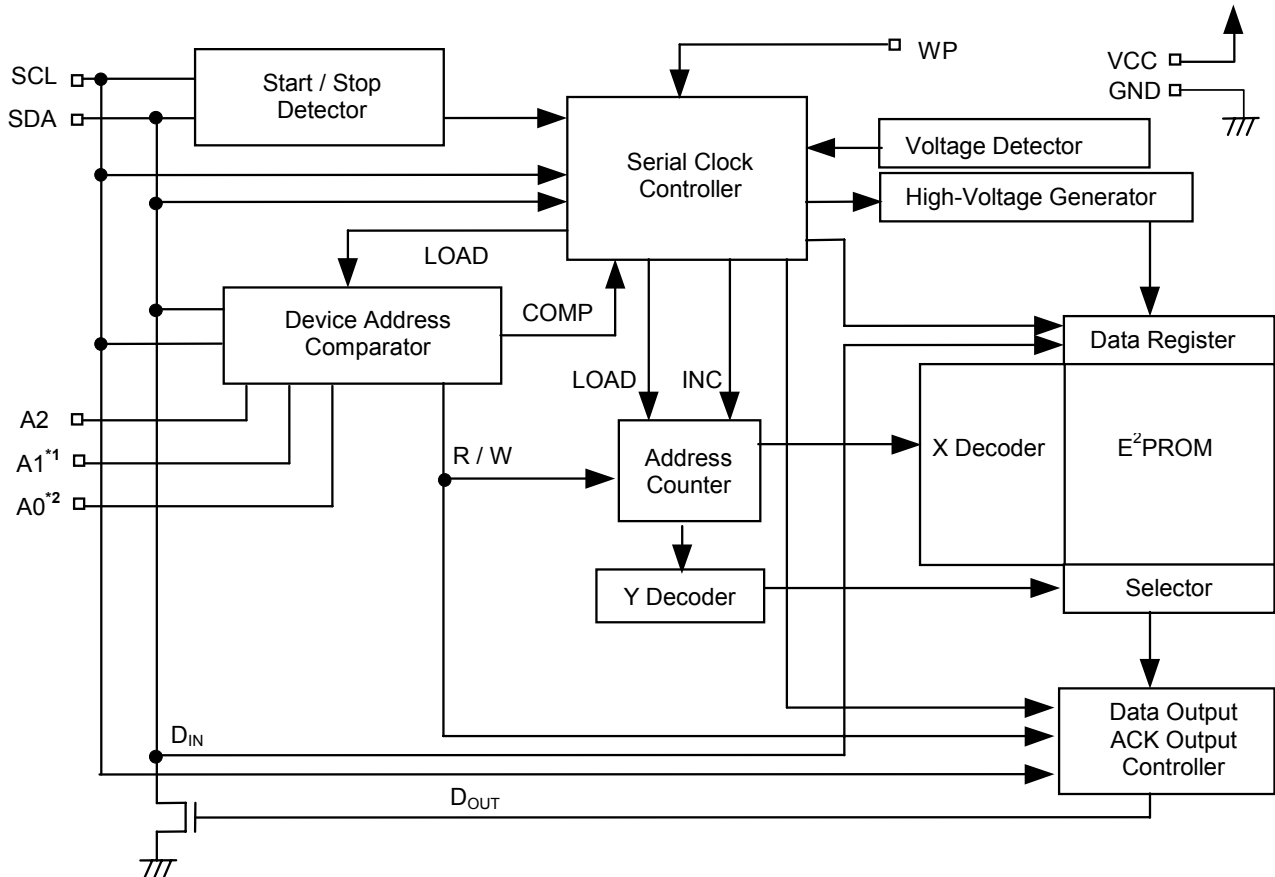 SCL
SDA
Start / Stop
Detector
WP
VCC
GND
Serial Clock
Controller
Voltage Detector
High-Voltage Generator
LOAD
COMP
Device Address
Comparator
LOAD
INC
Data Register
A2
A1*1
A0*2
R / W
Address
Counter
X Decoder
E²PROM
Y Decoder
Selector
DIN
Data Output
ACK Output
Controller
DOUT